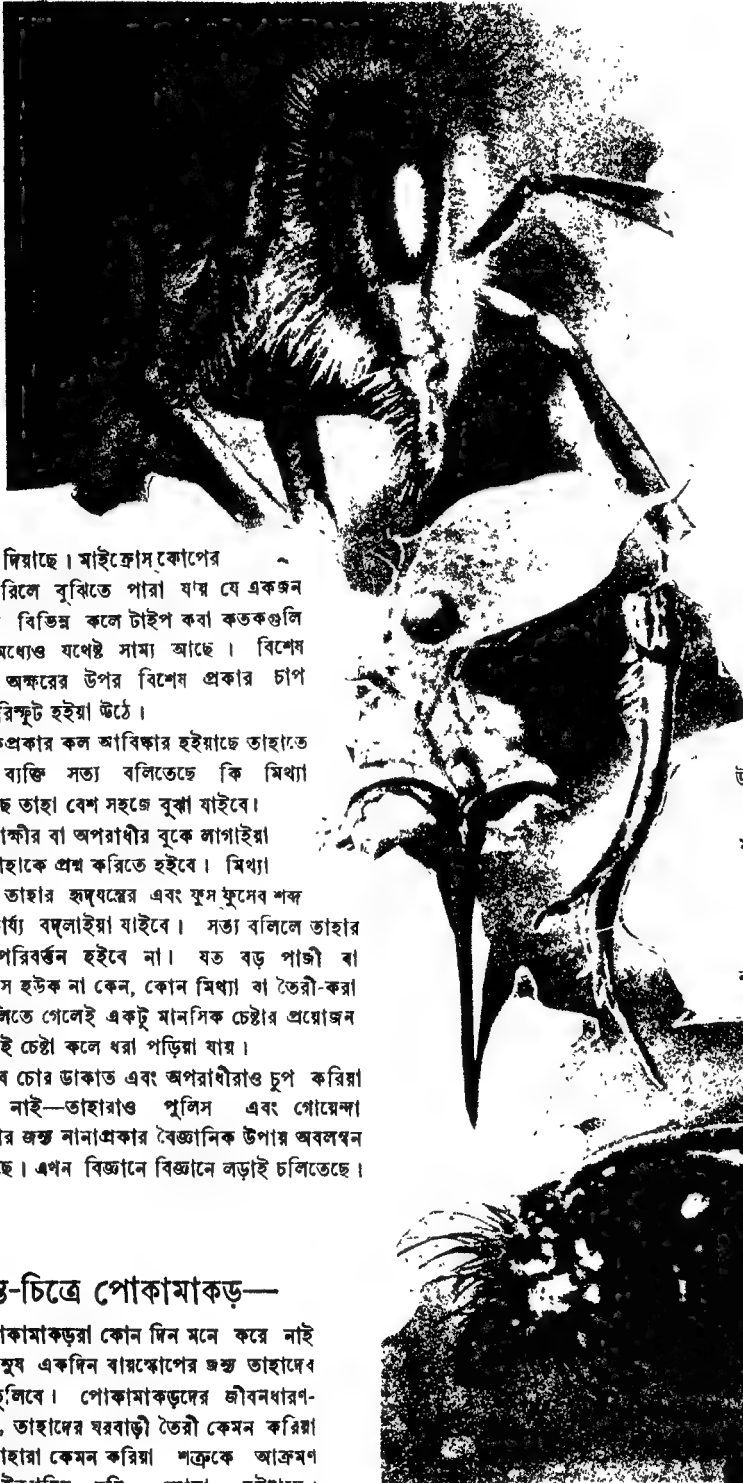 দিয়াছে। মাইক্রোস্কোপের
রিলে বুঝিতে পারা যায় যে একজন
বিভিন্ন কলে টাইপ করা কতকগুলি
মধ্যেও যথেষ্ট সাম্য আছে। বিশেষ
অক্ষরের উপর বিশেষ প্রকার চাপ
রিস্ফুট হইয়া উঠে।
কপ্রকার কল আবিষ্কার হইয়াছে তাহাতে
ব্যক্তি সত্য বলিতেছে কি মিথ্যা
ছে তাহা বেশ সহজে বুঝা যাইবে।
াক্ষীর বা অপরাধীর বুকে লাগাইয়া
াহাকে প্রশ্ন করিতে হইবে। মিথ্যা
তাহার হৃদ্‌যন্ত্রের এবং ফুস্‌ফুসের শব্দ
ার্য্য বদ্‌লাইয়া যাইবে। সত্য বলিলে তাহার
পরিবর্ত্তন হইবে না। যত বড় পাজী বা
স হউক না কেন, কোন মিথ্যা বা তৈরী-করা
লিতে গেলেই একটু মানসিক চেষ্টার প্রয়োজন
ই চেষ্টা কলে ধরা পড়িয়া যায়।
ব চোর ডাকাত এবং অপরাধীরাও চুপ করিয়া
নাই—তাহারাও পুলিস এবং গোয়েন্দা
ার জন্য নানাপ্রকার বৈজ্ঞানিক উপায় অবলম্বন
ছে। এখন বিজ্ঞানে বিজ্ঞানে লড়াই চলিতেছে।
-চিত্রে পোকামাকড়—
াকামাকড়রা কোন দিন মনে করে নাই
নুষ একদিন বায়স্কোপের জন্য তাহাদের
তুলিবে। পোকামাকড়দের জীবনধারণ-
, তাহাদের ঘরবাড়ী তৈরী কেমন করিয়া
াহারা কেমন করিয়া শত্রুকে আক্রমণ